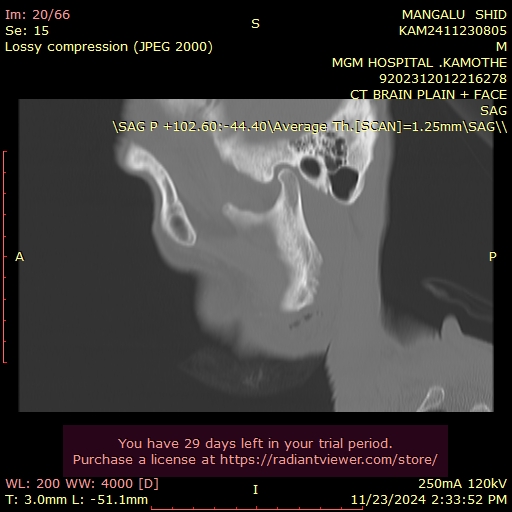 Im: 20/66
Se: 15
Lossy compression (JPEG 2000)
S
MANGALU SHID
KAM2411230805
M
MGM HOSPITAL .KAMOTHE
9202312012216278
CT BRAIN PLAIN + FACE
SAG
\SAG P +102.60:-44.40\Average Th.[SCAN]=1.25mm\SAG\\
A
P
You have 29 days left in your trial period.
Purchase a license at https://radiantviewer.com/store/
WL: 200 WW: 4000 [D]
T: 3.0mm L: -51.1mm
I
250mA 120kV
11/23/2024 2:33:52 PM